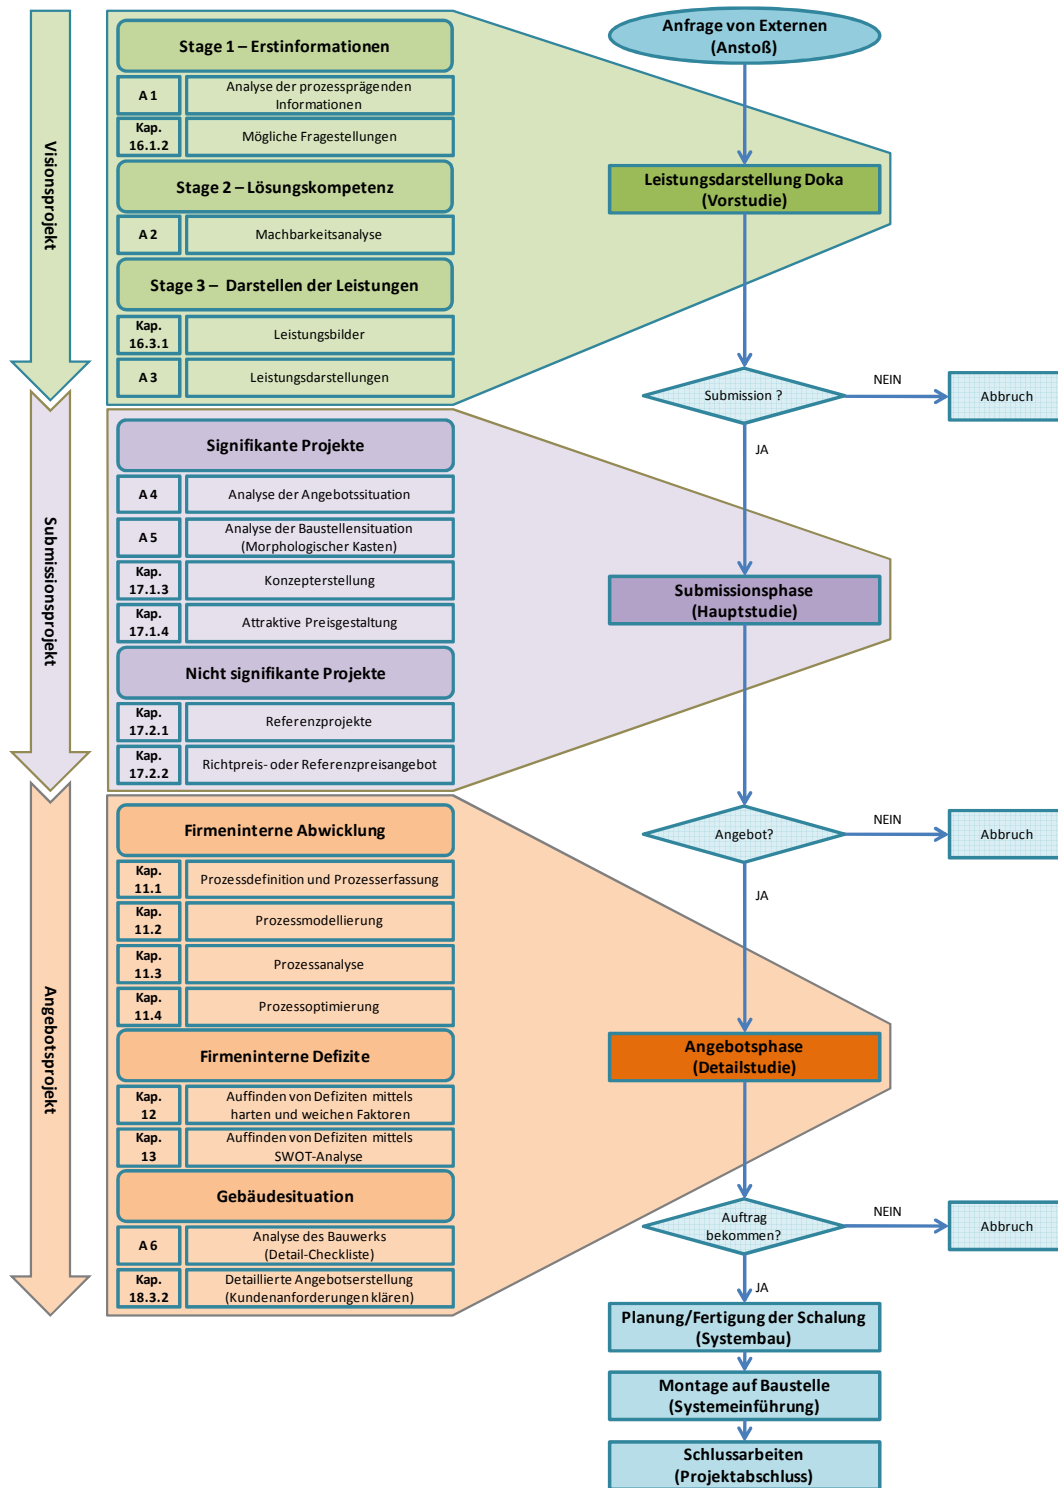 Visionsprojekt
Stage 1 – Erstinformationen
A 1
Analyse der prozessprägenden
Informationen
Kap.
16.1.2
Mögliche Fragestellungen
Stage 2 – Lösungskompetenz
A 2
Machbarkeitsanalyse
Stage 3 – Darstellen der Leistungen
Kap.
16.3.1
Leistungsbilder
A 3
Leistungsdarstellungen
Submissionsprojekt
Signifikante Projekte
A 4
Analyse der Angebotssituation
A 5
Analyse der Baustellensituation
(Morphologischer Kasten)
Kap.
17.1.3
Konzepterstellung
Kap.
17.1.4
Attraktive Preisgestaltung
Nicht signifikante Projekte
Kap.
17.2.1
Referenzprojekte
Kap.
17.2.2
Richtpreis- oder Referenzpreisangebot
Angebotsprojekt
Firmeninterne Abwicklung
Kap.
11.1
Prozessdefinition und Prozesserfassung
Kap.
11.2
Prozessmodellierung
Kap.
11.3
Prozessanalyse
Kap.
11.4
Prozessoptimierung
Firmeninterne Defizite
Kap.
12
Auffinden von Defiziten mittels
harten und weichen Faktoren
Kap.
13
Auffinden von Defiziten mittels
SWOT-Analyse
Gebäudesituation
A 6
Analyse des Bauwerks
(Detail-Checkliste)
Kap.
18.3.2
Detaillierte Angebotserstellung
(Kundenanforderungen klären)
Anfrage von Externen
(Anstoß)
Leistungsdarstellung Doka
(Vorstudie)
Submission ?
NEIN
Abbruch
JA
Submissionsphase
(Hauptstudie)
Angebot?
NEIN
Abbruch
JA
Angebotsphase
(Detailstudie)
Auftrag
bekommen?
NEIN
Abbruch
JA
Planung/Fertigung der Schalung
(Systembau)
Montage auf Baustelle
(Systemeinführung)
Schlussarbeiten
(Projektabschluss)